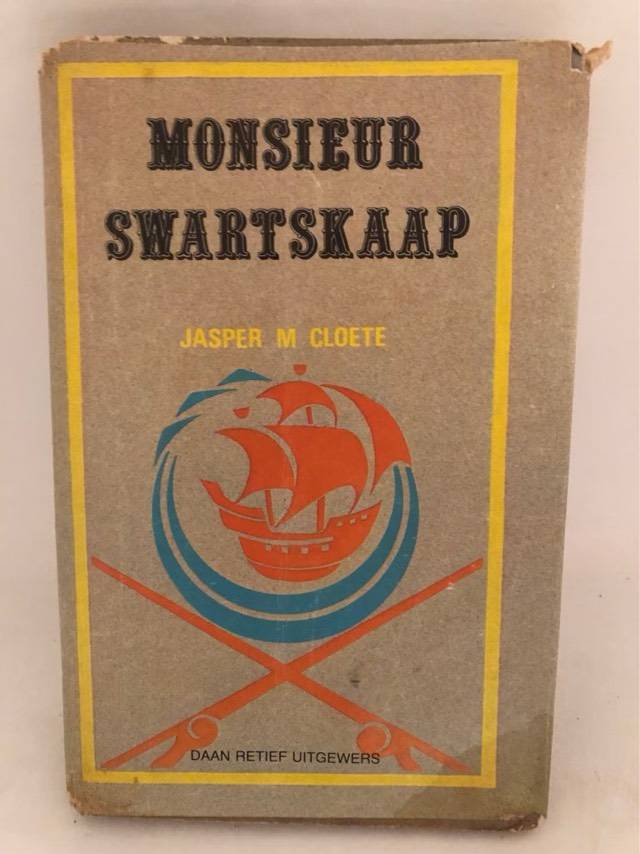 MONSIEUR
SWARTSKAAP
JASPER M CLOETE
DAAN RETIEF UITGEWERS